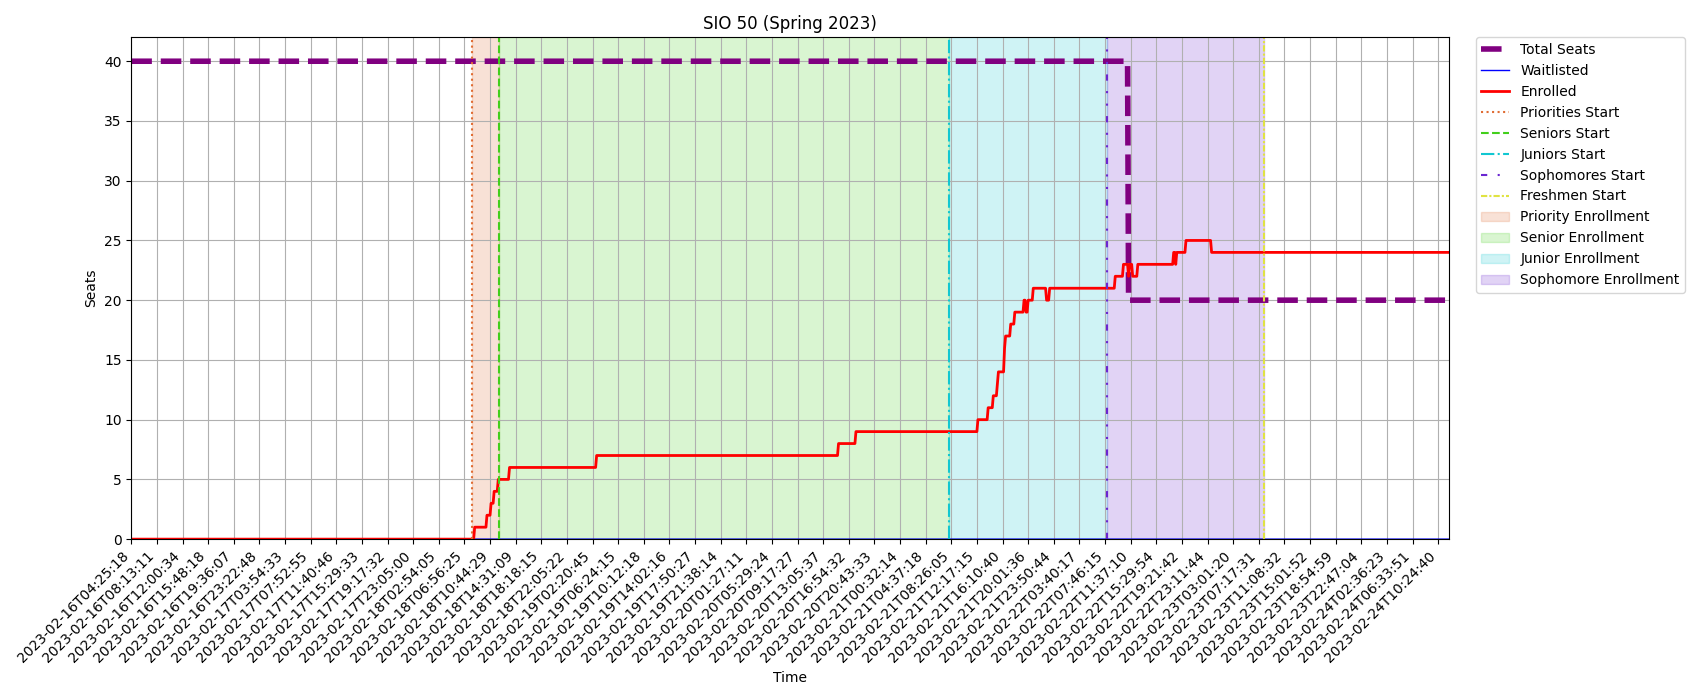 SIO 50 (Spring 2023)
Seats
40
35
30
25
20
15
10
5
0
2023-02-16T04:25:18
2023-02-16T08:13:11
2023-02-16T12:00:34
2023-02-16T15:48:18
2023-02-16T19:36:07
2023-02-16T23:22:48
2023-02-17T03:54:33
2023-02-17T07:52:55
2023-02-17T11:40:46
2023-02-17T15:29:33
2023-02-17T19:17:32
2023-02-17T23:05:00
2023-02-18T02:54:05
2023-02-18T06:56:25
2023-02-18T10:44:29
2023-02-18T14:31:09
2023-02-18T18:18:15
2023-02-18T22:05:22
2023-02-19T02:20:45
2023-02-19T06:24:15
2023-02-19T10:12:18
2023-02-19T14:02:16
2023-02-19T17:50:27
2023-02-19T21:38:14
2023-02-20T01:27:11
2023-02-20T05:29:24
2023-02-20T09:17:27
2023-02-20T13:05:37
2023-02-20T16:54:32
2023-02-20T20:43:33
2023-02-21T00:32:14
2023-02-21T04:37:18
2023-02-21T08:26:05
2023-02-21T12:17:15
2023-02-21T16:10:40
2023-02-21T20:01:36
2023-02-21T23:50:44
2023-02-22T03:40:17
2023-02-22T07:46:15
2023-02-22T11:37:10
2023-02-22T15:29:54
2023-02-22T19:21:42
2023-02-22T23:11:44
2023-02-23T03:01:20
2023-02-23T07:17:31
2023-02-23T11:08:32
2023-02-23T15:01:52
2023-02-23T18:54:59
2023-02-23T22:47:04
2023-02-24T02:36:23
2023-02-24T06:33:51
2023-02-24T10:24:40
Time
Total Seats
Waitlisted
Enrolled
Priorities Start
Seniors Start
Juniors Start
Sophomores Start
Freshmen Start
Priority Enrollment
Senior Enrollment
Junior Enrollment
Sophomore Enrollment